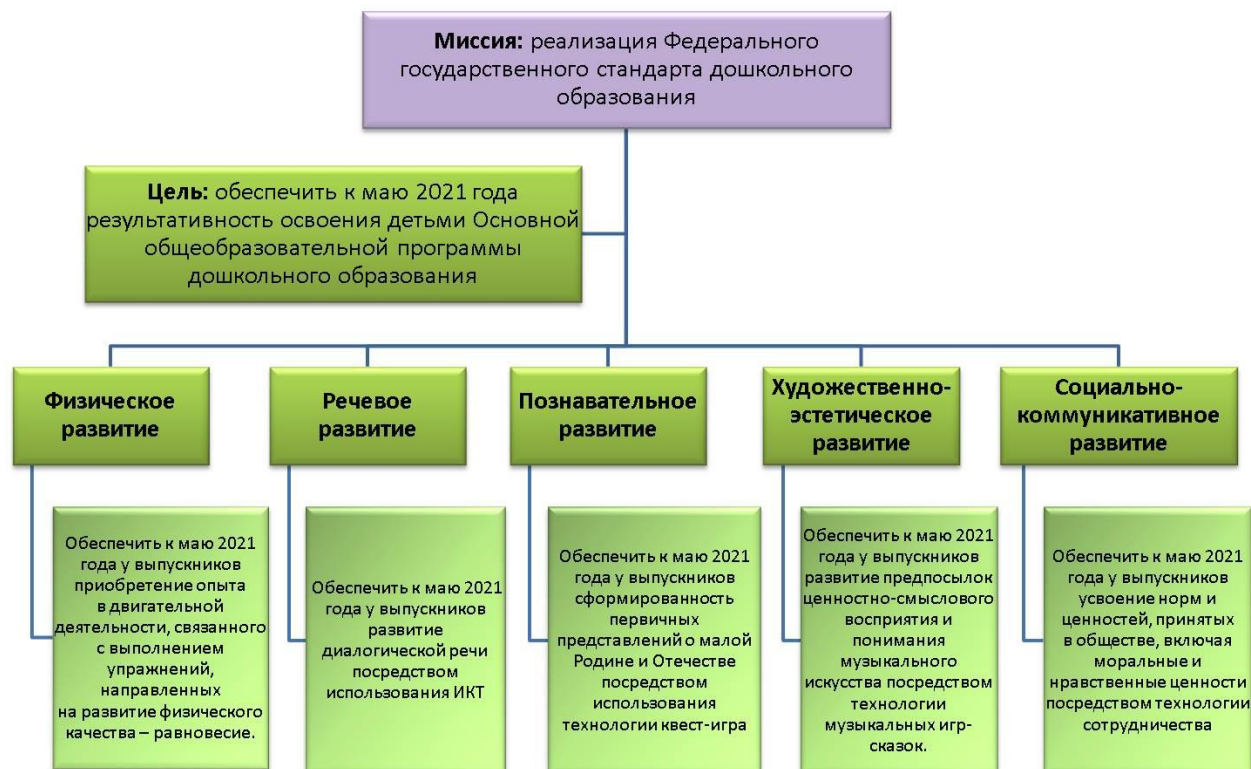 Миссия: реализация Федерального
государственного стандарта дошкольного
образования
Цель: обеспечить к маю 2021 года
результативность освоения детьми Основной
общеобразовательной программы
дошкольного образования
Физическое
развитие
Обеспечить к маю 2021
года у выпускников
приобретение опыта
в двигательной
деятельности, связанного
с выполнением
упражнений,
направленных
на развитие физического
качества – равновесие.
Речевое
развитие
Обеспечить к маю 2021
года у выпускников
развитие
диалогической речи
посредством
использования ИКТ
Познавательное
развитие
Обеспечить к маю 2021
года у выпускников
сформированность
первичных
представлений о малой
Родине и Отечестве
посредством
использования
технологии квест-игра
Художественно-
эстетическое
развитие
Обеспечить к маю 2021
года у выпускников
развитие предпосылок
ценностно-смыслового
восприятия и
понимания
музыкального
искусства посредством
технологии
музыкальных игр-
сказок.
Социально-
коммуникативное
развитие
Обеспечить к маю 2021
года у выпускников
усвоение норм и
ценностей, принятых
в обществе, включая
моральные и
нравственные ценности
посредством технологии
сотрудничества